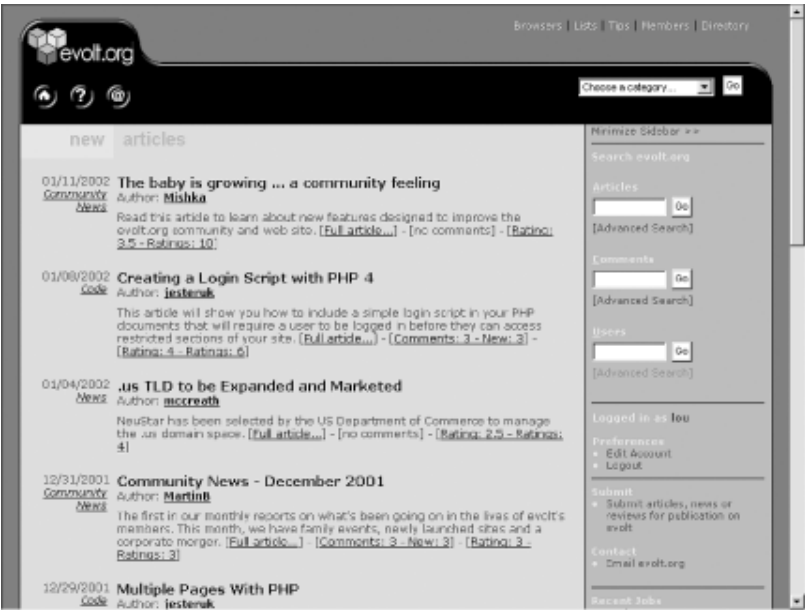 Browsers | Lists | Tips | Members | Directory
evolt.org
Choose a category...
Go
new articles
Minimize Sidebar >>
Search evolt.org
Articles
Go
[Advanced Search]
Comments
Go
[Advanced Search]
Users
Go
[Advanced Search]
Logged in as lou
Preferences
Edit Account
Logout
Submit
Submit articles, news or
reviews for publication on
evolt
Contact
Email evolt.org
Recent Jobs
01/11/2002 The baby is growing ... a community feeling
Community Author: Mishka
News
Read this article to learn about new features designed to improve the
evolt.org community and web site. [Full article...] - [no comments] - [Rating:
3.5 - Ratings: 10]
01/08/2002 Creating a Login Script with PHP 4
Code Author: jesteruk
This article will show you how to include a simple login script in your PHP
documents that will require a user to be logged in before they can access
restricted sections of your site. [Full article...] - [Comments: 3 - New: 3] -
[Rating: 4 - Ratings: 6]
01/04/2002 .us TLD to be Expanded and Marketed
News Author: mccreath
NeuStar has been selected by the US Department of Commerce to manage
the .us domain space. [Full article...] - [no comments] - [Rating: 2.5 - Ratings:
4]
12/31/2001 Community News - December 2001
Community Author: MartinB
News
The first in our monthly reports on what's been going on in the lives of evolt's
members. This month, we have family events, newly launched sites and a
corporate merger. [Full article...] - [Comments: 3 - New: 3] - [Rating: 3 -
Ratings: 3]
12/29/2001 Multiple Pages With PHP
Code Author: jesteruk